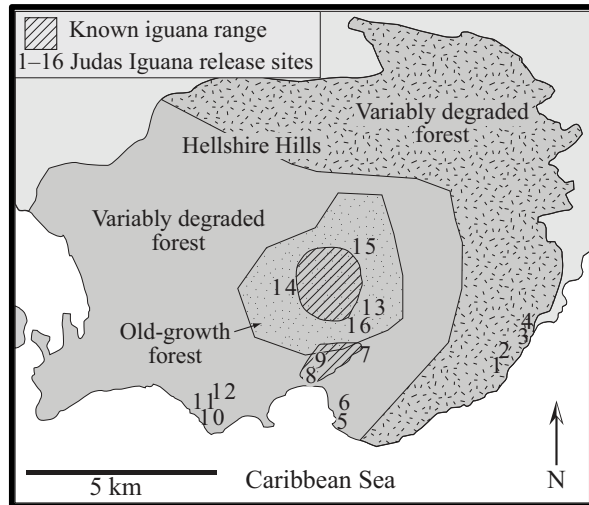 Known iguana range
1–16 Judas Iguana release sites
Variably degraded
forest
Hellshire Hills
Variably degraded
forest
15
14
13
16
Old-growth
forest
4
3
2
1
9
7
8
12
11
10
6
5
5 km
Caribbean Sea
N